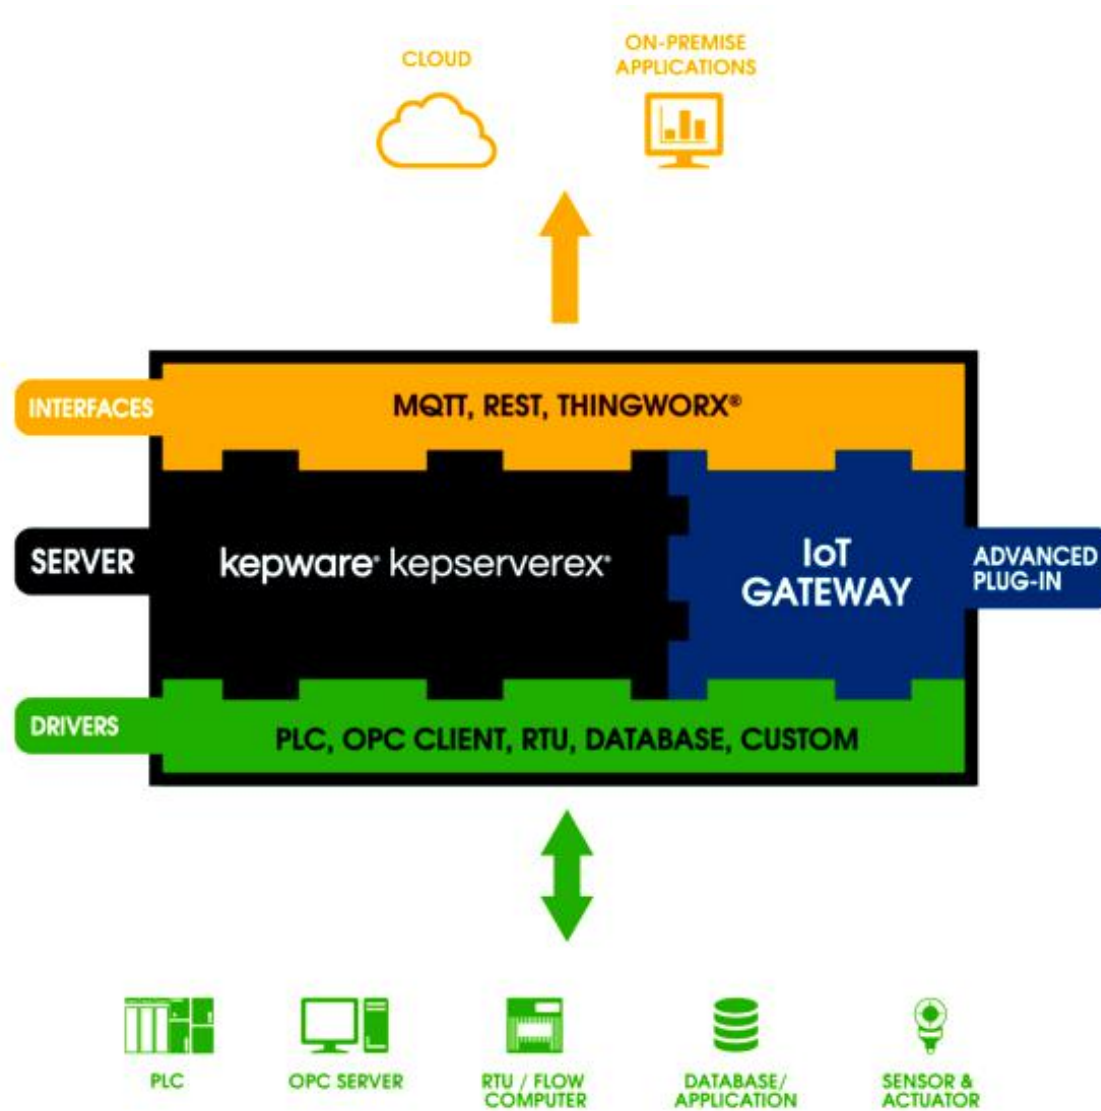 CLOUD
ON-PREMISE
APPLICATIONS
INTERFACES
MQTT, REST, THINGWORX®
SERVER
kepware® kepserverex®
IoT
GATEWAY
ADVANCED
PLUG-IN
DRIVERS
PLC, OPC CLIENT, RTU, DATABASE, CUSTOM
PLC
OPC SERVER
RTU / FLOW
COMPUTER
DATABASE/
APPLICATION
SENSOR &
ACTUATOR